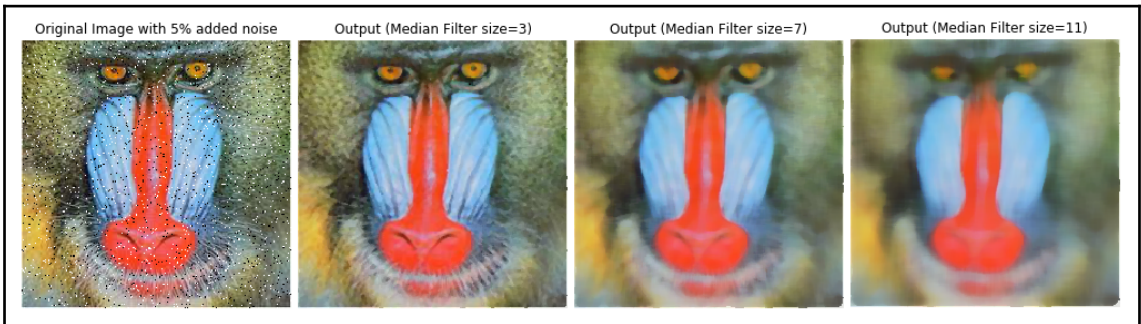 Original Image with 5% added noise
Output (Median Filter size=3)
Output (Median Filter size=7)
Output (Median Filter size=11)